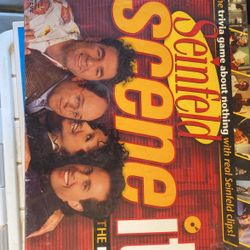 the trivia game about nothing with real Seinfeld clips!
Seinfeld
scene it
THE